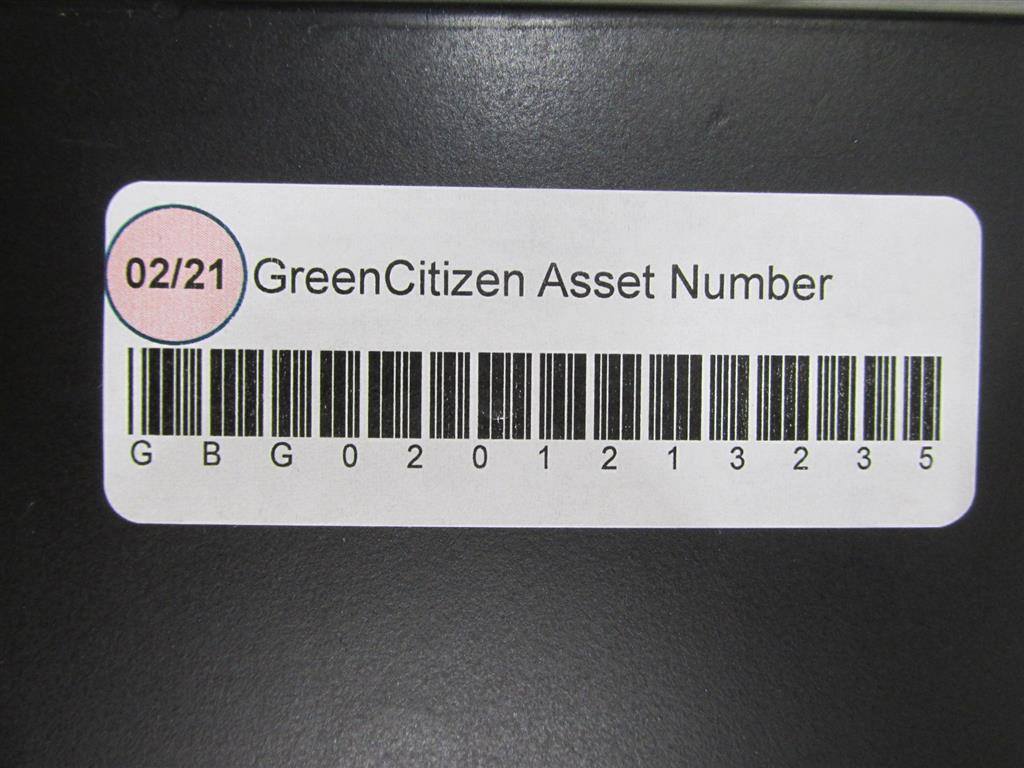 02/21 GreenCitizen Asset Number
G B G 0 2 0 1 2 1 3 2 3 5